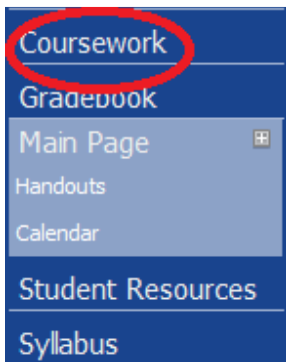 Coursework
Gradebook
Main Page
Handouts
Calendar
Student Resources
Syllabus